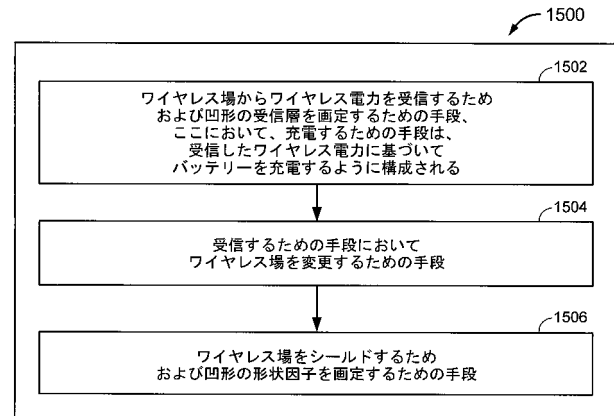 1500
1502
ワイヤレス場からワイヤレス電力を受信するため
および凹形の受信層を画定するための手段、
ここにおいて、充電するための手段は、
受信したワイヤレス電力に基づいて
バッテリーを充電するように構成される
1504
受信するための手段において
ワイヤレス場を変更するための手段
1506
ワイヤレス場をシールドするため
および凹形の形状因子を画定するための手段